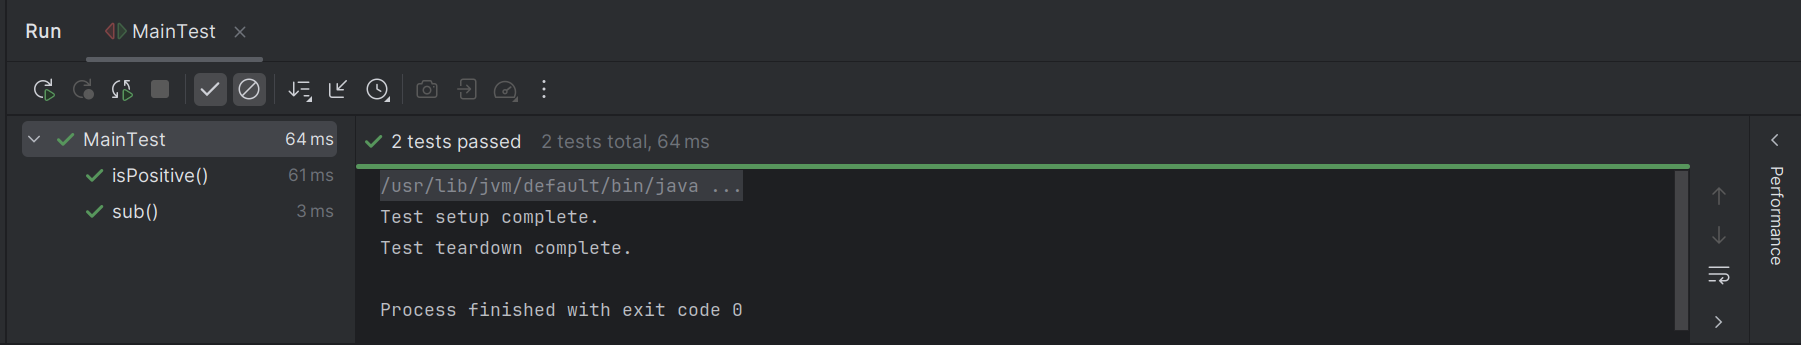 Run MainTest
MainTest 64 ms
isPositive() 61 ms
sub() 3 ms
2 tests passed 2 tests total, 64 ms
/usr/lib/jvm/default/bin/java ...
Test setup complete.
Test teardown complete.
Process finished with exit code 0
Performance